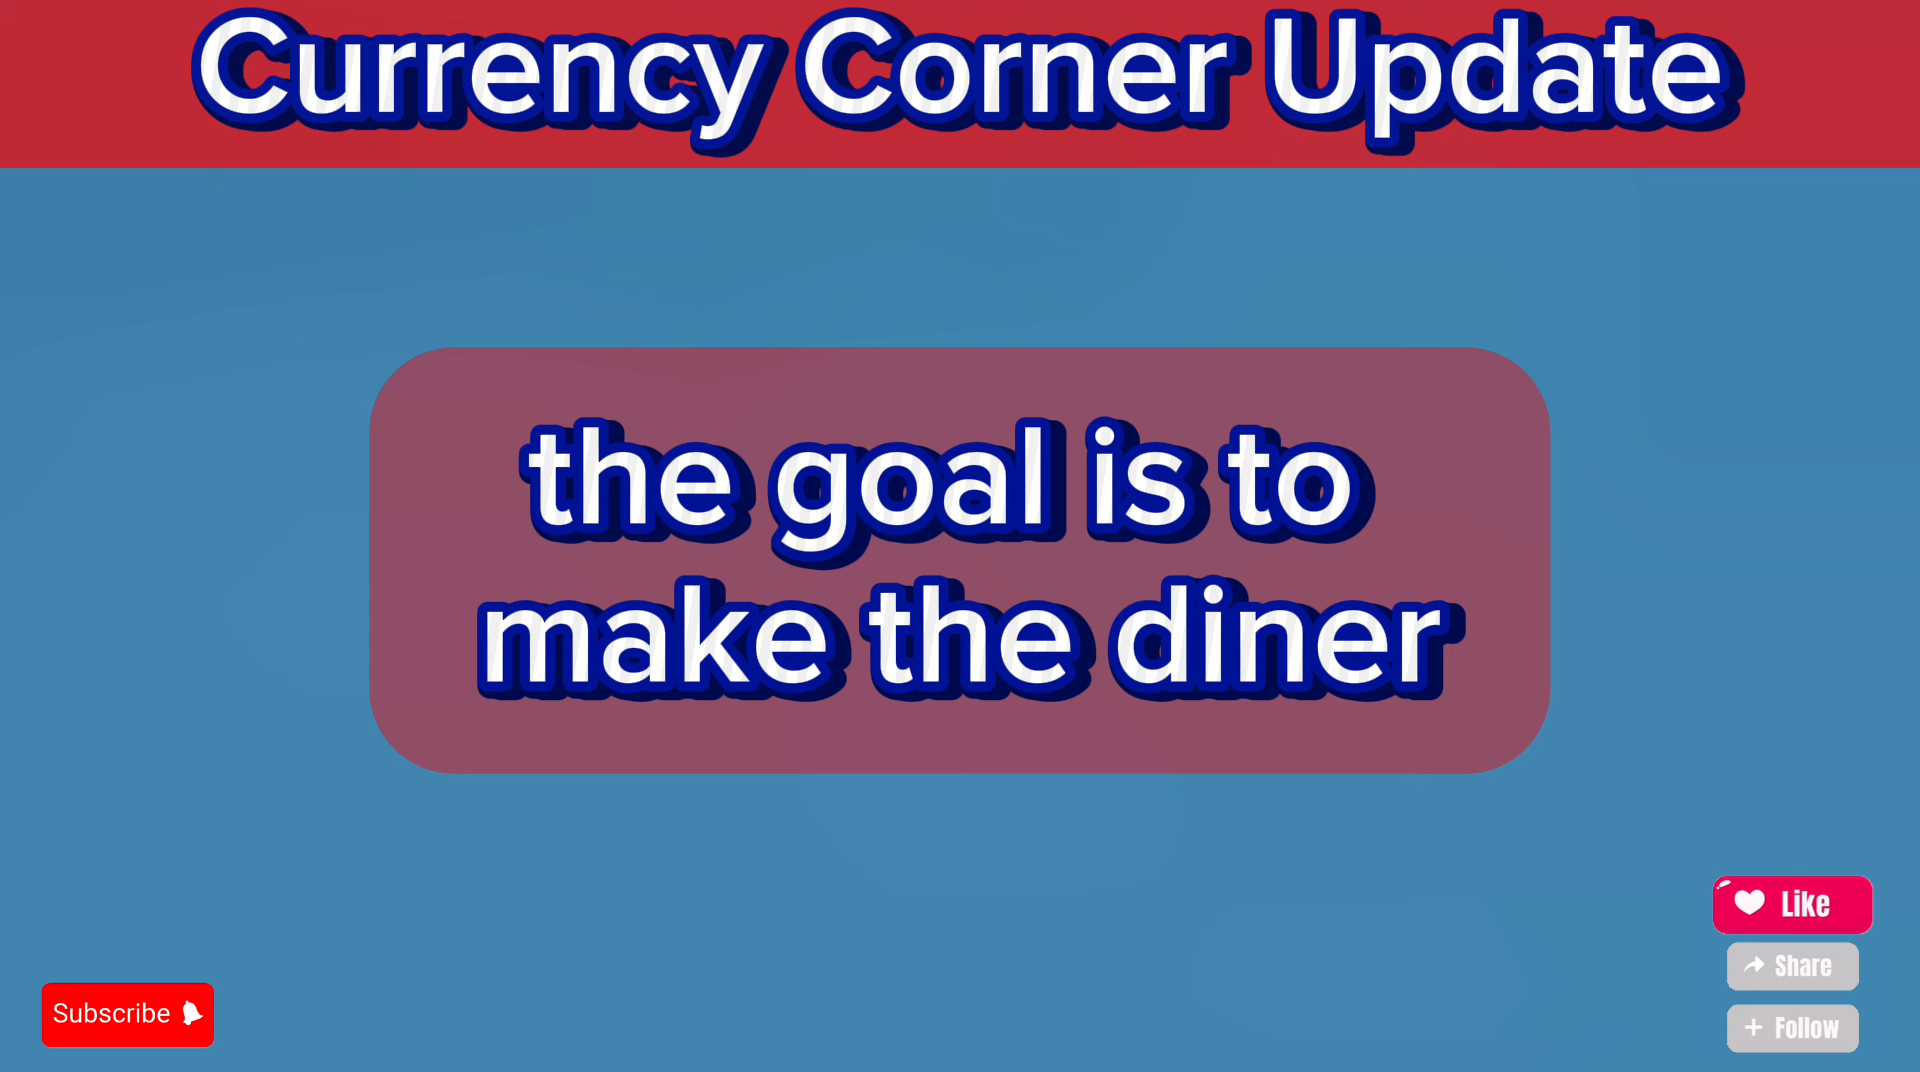 Currency Corner Update
the goal is to
make the diner
Like
Share
Subscribe
Follow